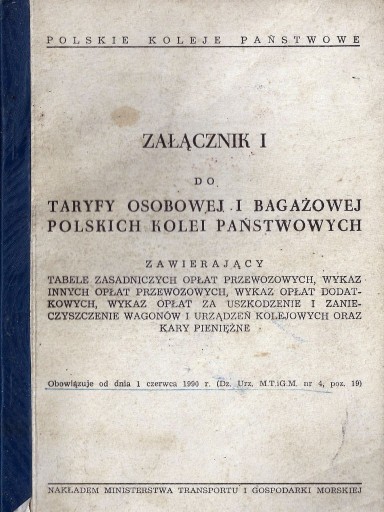 POLSKIE KOLEJE PAŃSTWOWE
ZAŁĄCZNIK I
DO
TARYFY OSOBOWEJ I BAGAŻOWEJ
POLSKICH KOLEI PAŃSTWOWYCH
ZAWIERAJĄCY
TABELE ZASADNICZYCH OPŁAT PRZEWOZOWYCH, WYKAZ
INNYCH OPŁAT PRZEWOZOWYCH, WYKAZ OPŁAT DODAT-
KOWYCH, WYKAZ OPŁAT ZA USZKODZENIE I ZANIE-
CZYSZCZENIE WAGONÓW I URZĄDZEŃ KOLEJOWYCH ORAZ
KARY PIENIĘŻNE
Obowiązuje od dnia 1 czerwca 1990 r. (Dz. Urz. M.T.iG.M. nr 4, poz. 19)
NAKŁADEM MINISTERSTWA TRANSPORTU I GOSPODARKI MORSKIEJ